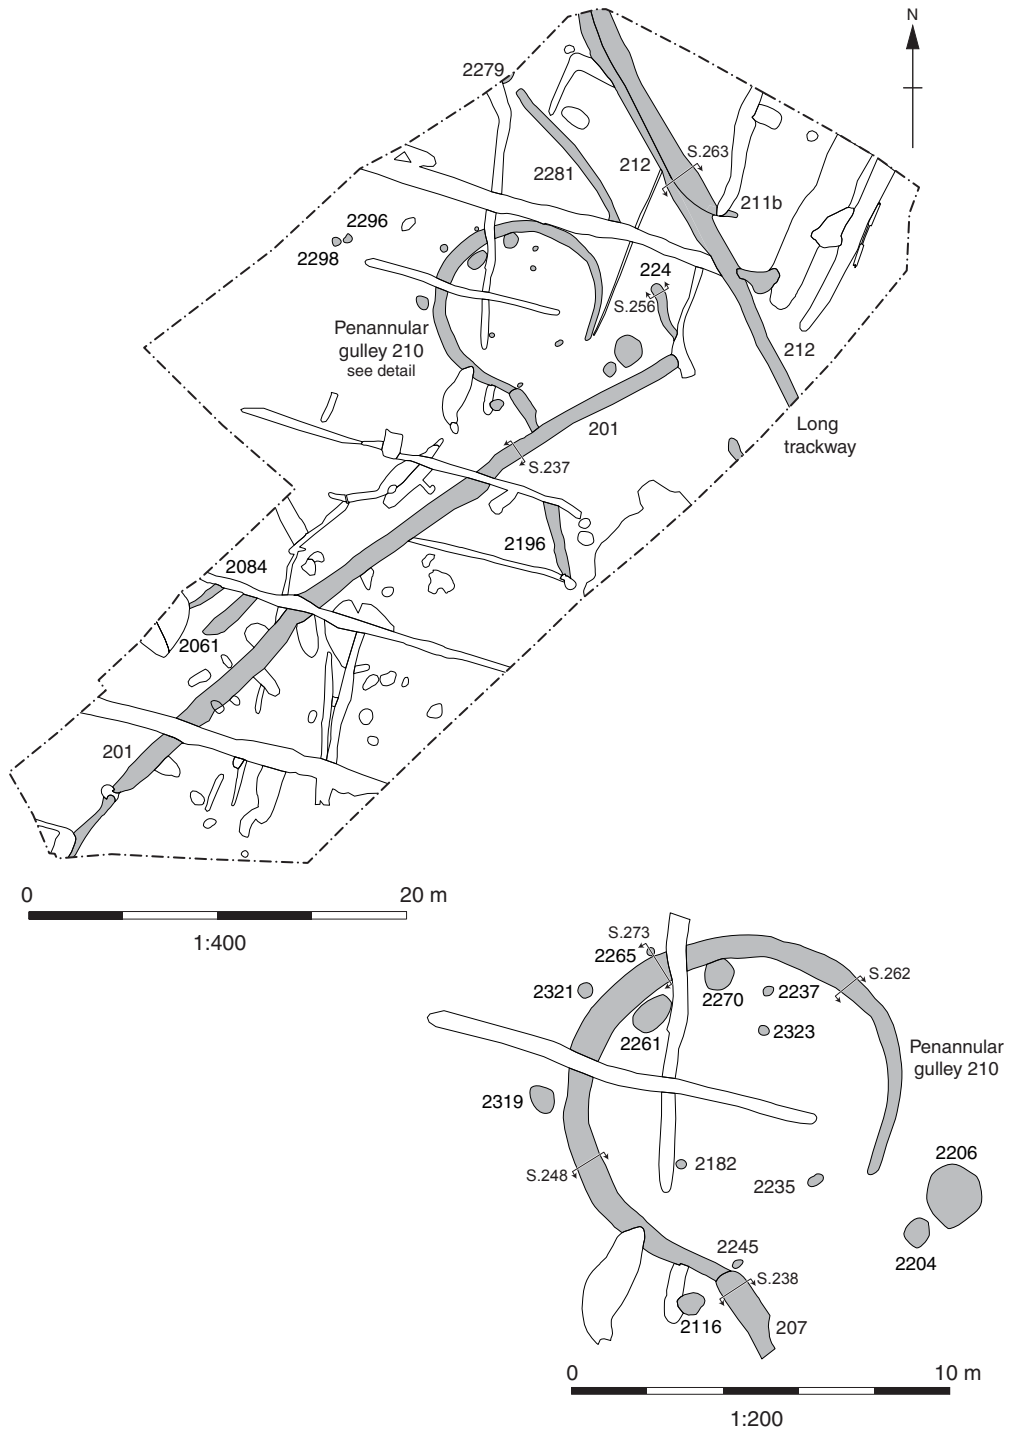 N
2279
S.263
212
2281
211b
2296
2298
224
S.256
Penannular
gulley 210
see detail
212
Long
trackway
201
S.237
2196
2084
2061
201
0 20 m
1:400
S.273
2265
S.262
2321
2270
2237
2261
2323
Penannular
gulley 210
2319
2182
2206
S.248
2235
2204
2245
S.238
2116
207
0 10 m
1:200